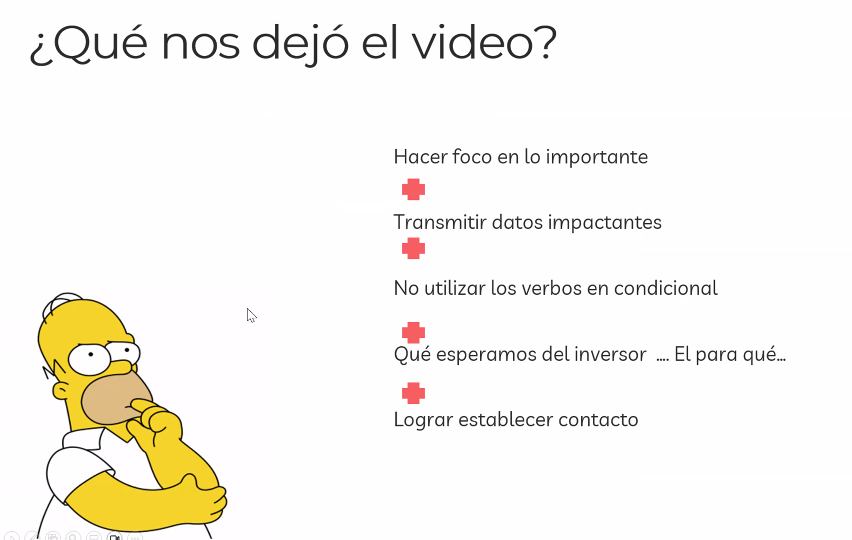 ¿Qué nos dejó el video?
Hacer foco en lo importante
Transmitir datos impactantes
No utilizar los verbos en condicional
Qué esperamos del inversor .... El para qué...
Lograr establecer contacto